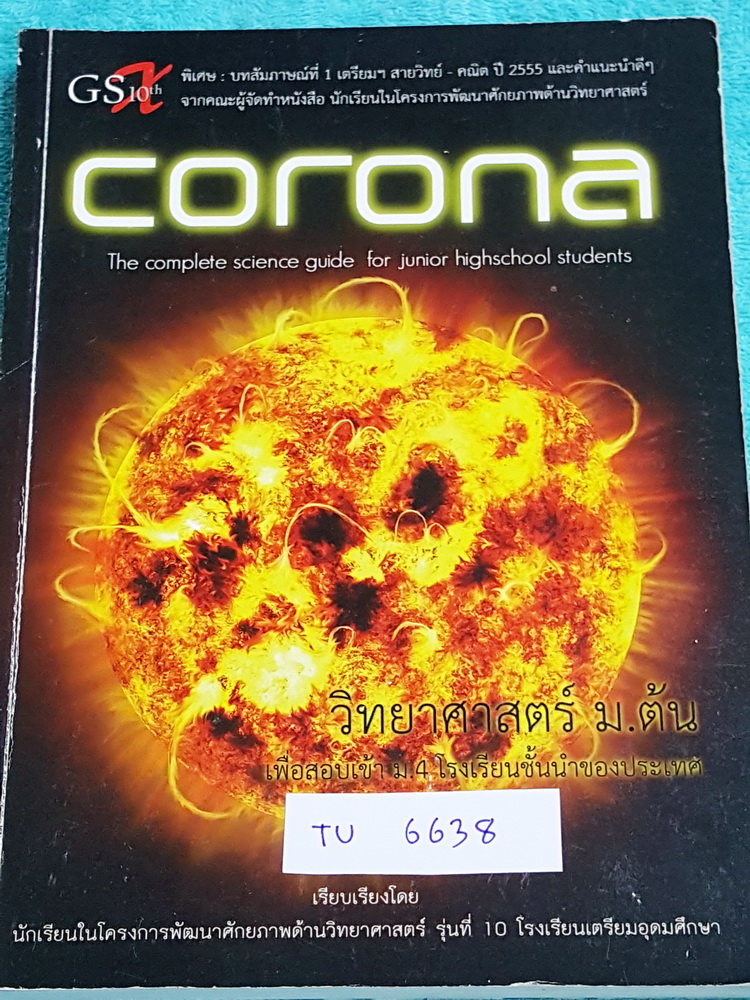 GSX 10th
พิเศษ : บทสัมภาษณ์ที่ 1 เตรียมฯ สายวิทย์ - คณิต ปี 2555 และคำแนะนำดีๆ
จากคณะผู้จัดทำหนังสือ นักเรียนในโครงการพัฒนาศักยภาพด้านวิทยาศาสตร์
corona
The complete science guide for junior highschool students
วิทยาศาสตร์ ม.ต้น
เพื่อสอบเข้า ม.4 โรงเรียนชั้นนำของประเทศ
TU 6638
เรียบเรียงโดย
นักเรียนในโครงการพัฒนาศักยภาพด้านวิทยาศาสตร์ รุ่นที่ 10 โรงเรียนเตรียมอุดมศึกษา